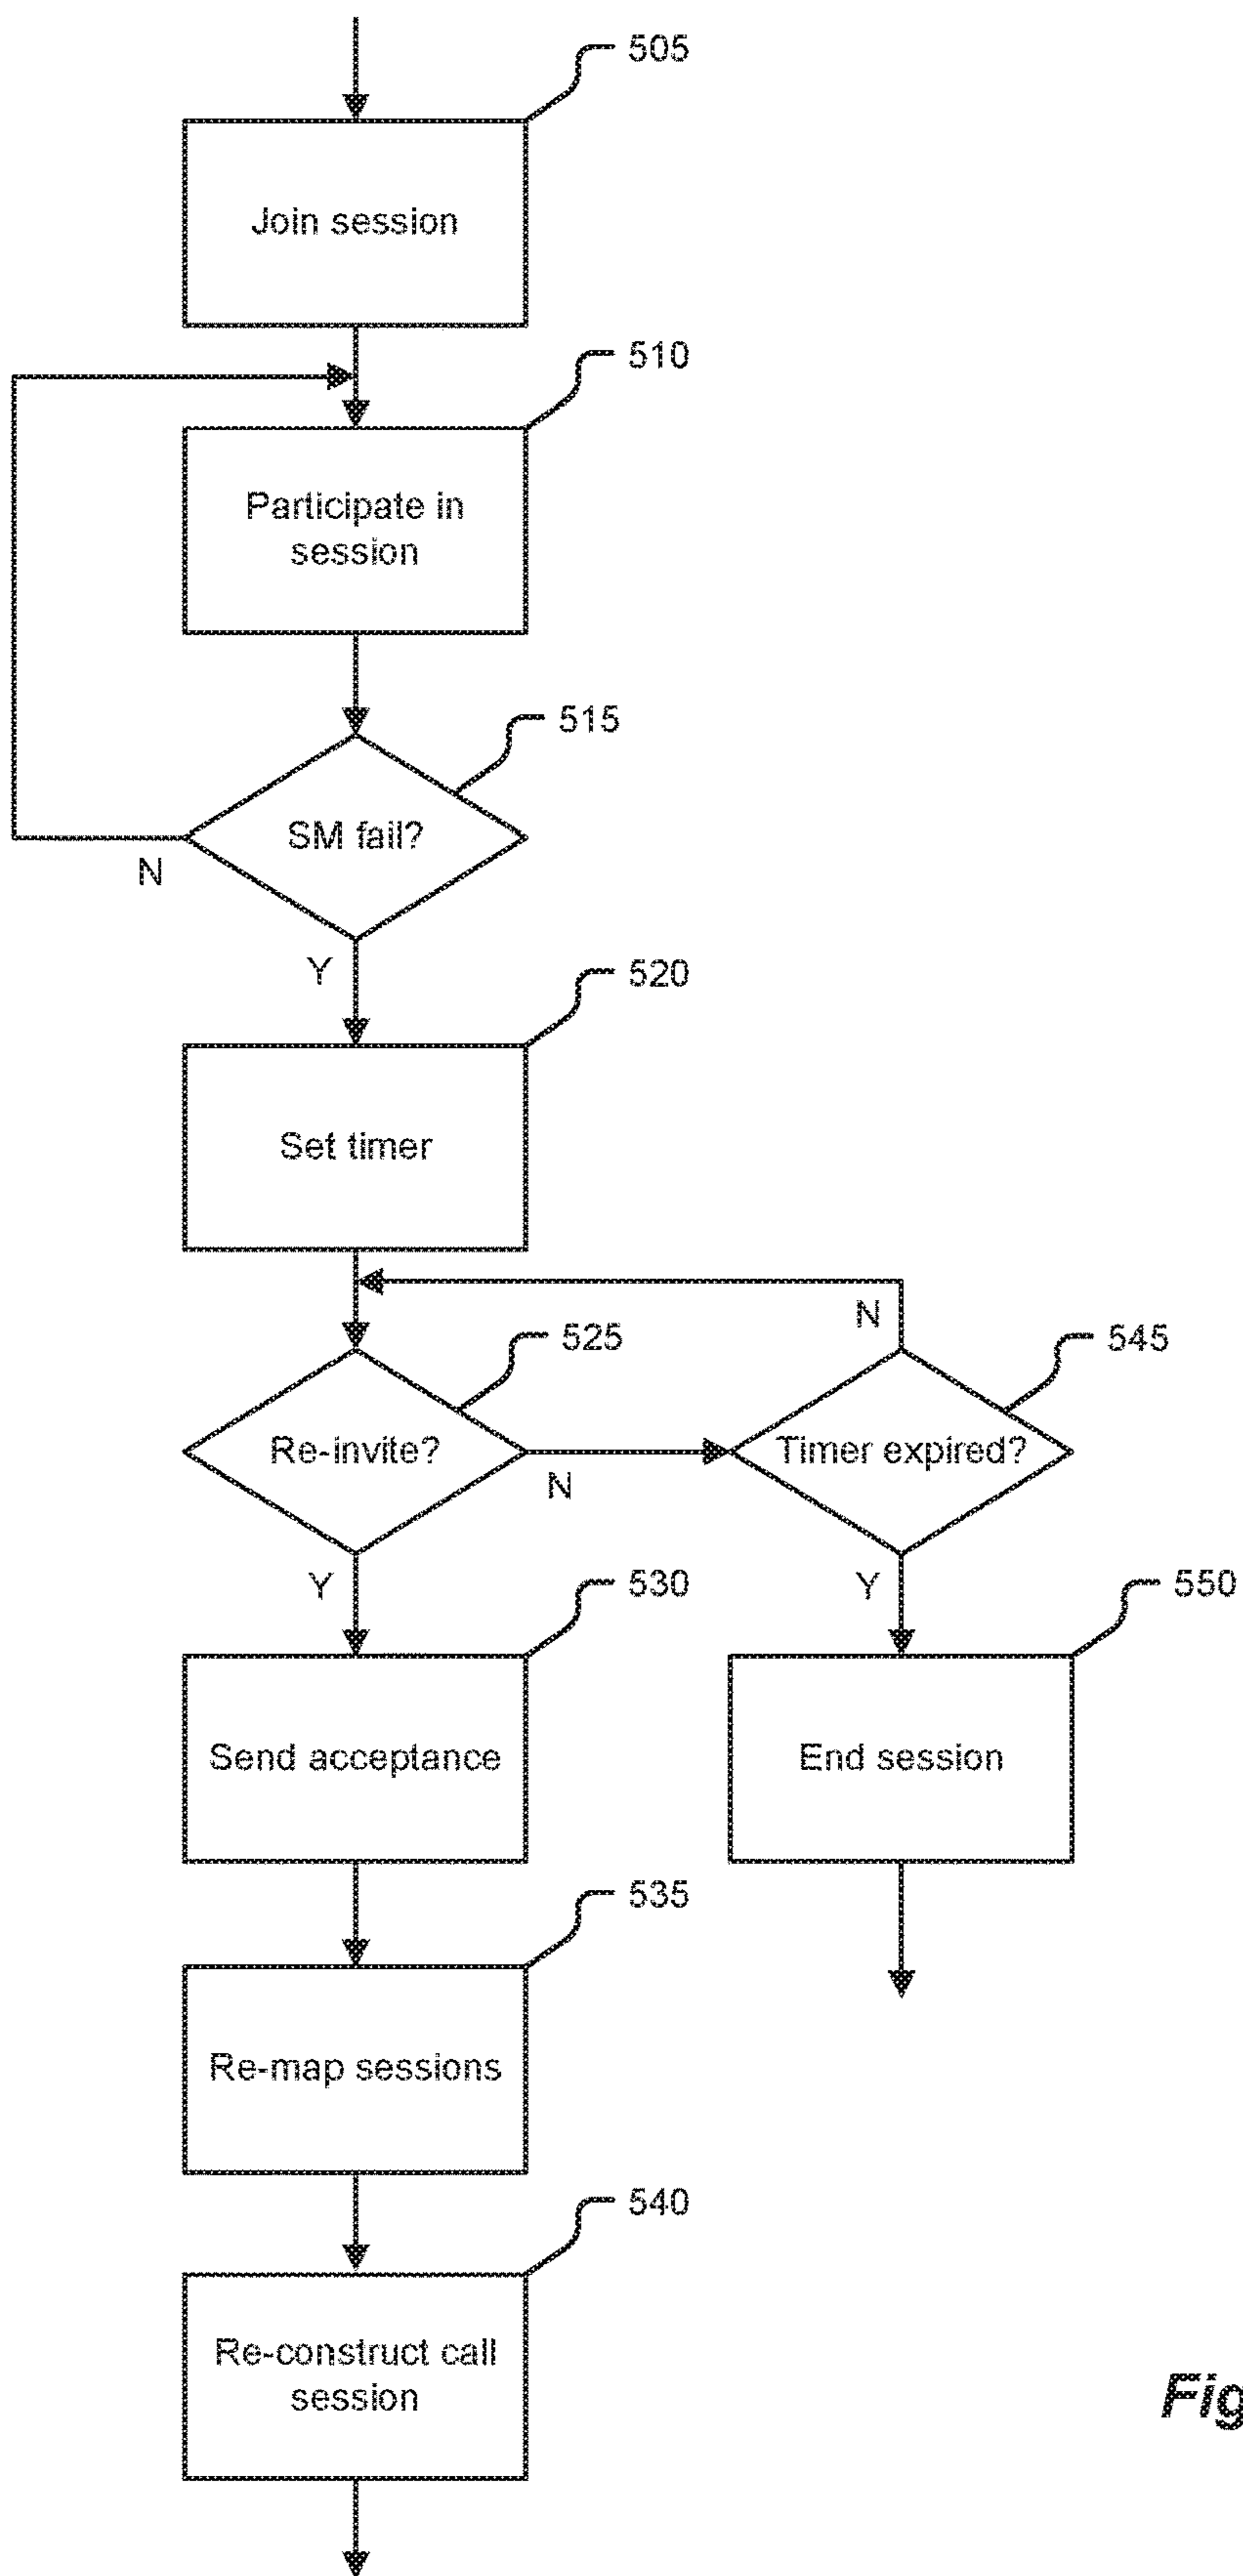 505
Join session
510
Participate in
session
515
SM fail?
N
Y
520
Set timer
N
525
545
Re-invite?
Timer expired?
N
Y
Y
530
550
Send acceptance
End session
535
Re-map sessions
540
Re-construct call
session
Fig